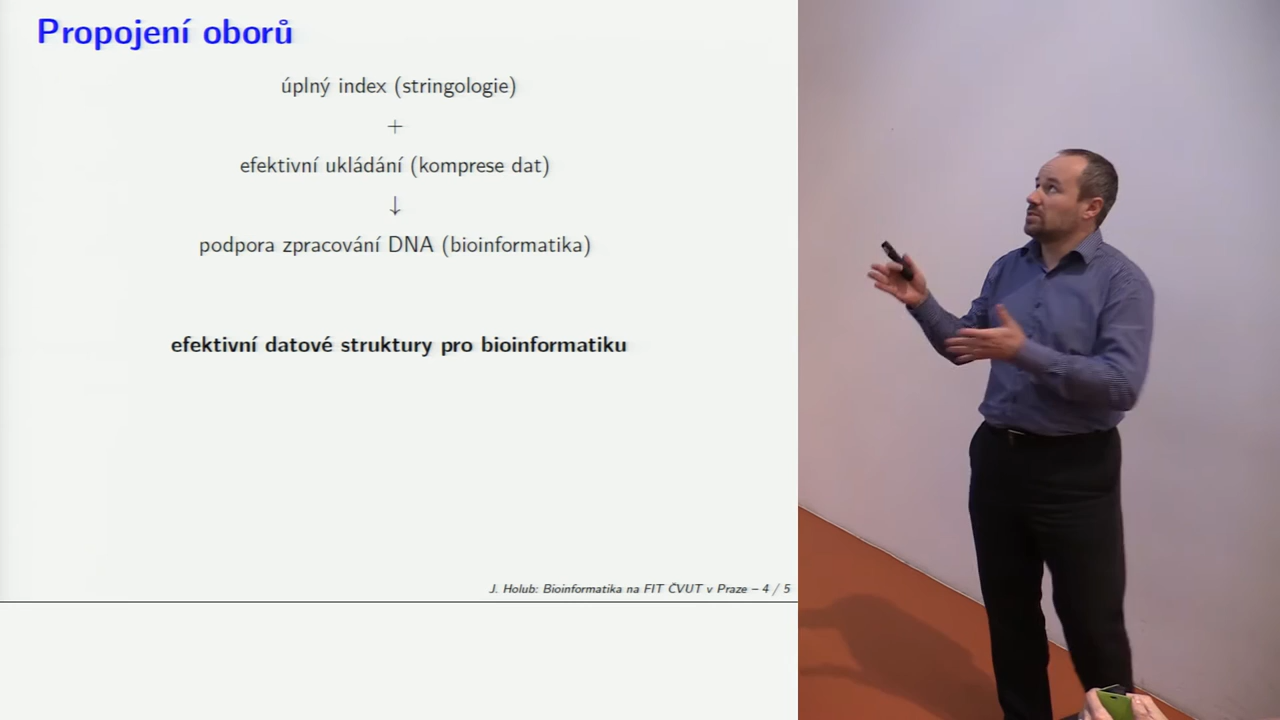 Propojení oborů
úplný index (stringologie)
+
efektivní ukládání (komprese dat)
↓
podpora zpracování DNA (bioinformatika)
efektivní datové struktury pro bioinformatiku
J. Holub: Bioinformatika na FIT ČVUT v Praze – 4 / 5